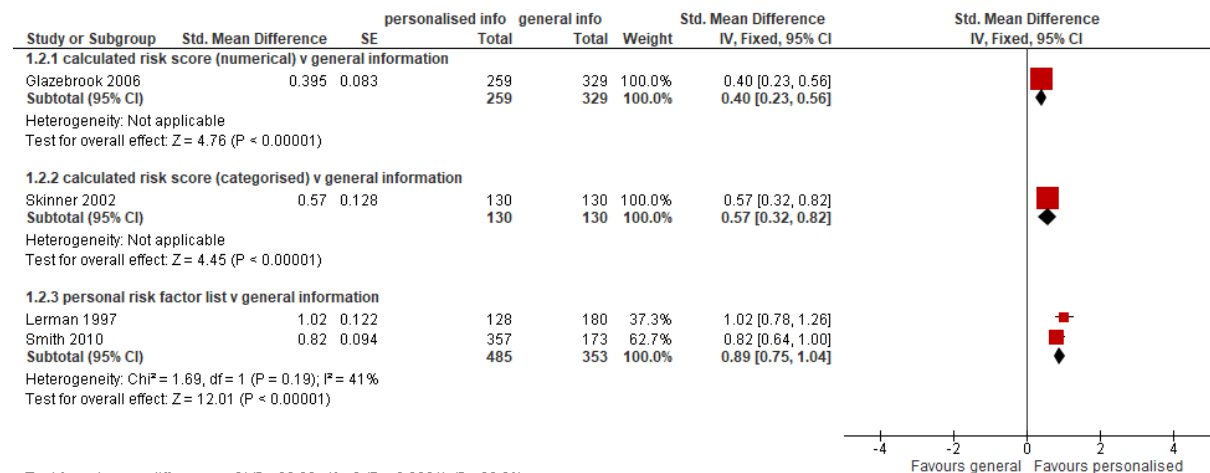 personalised info general info Std. Mean Difference Std. Mean Difference
Study or Subgroup Std. Mean Difference SE Total Total Weight IV, Fixed, 95% CI IV, Fixed, 95% CI
1.2.1 calculated risk score (numerical) v general information
Glazebrook 2006 0.395 0.083 259 329 100.0% 0.40 [0.23, 0.56]
Subtotal (95% CI) 259 329 100.0% 0.40 [0.23, 0.56]
Heterogeneity: Not applicable
Test for overall effect: Z = 4.76 (P < 0.00001)
1.2.2 calculated risk score (categorised) v general information
Skinner 2002 0.57 0.128 130 130 100.0% 0.57 [0.32, 0.82]
Subtotal (95% CI) 130 130 100.0% 0.57 [0.32, 0.82]
Heterogeneity: Not applicable
Test for overall effect: Z = 4.45 (P < 0.00001)
1.2.3 personal risk factor list v general information
Lerman 1997 1.02 0.122 128 180 37.3% 1.02 [0.78, 1.26]
Smith 2010 0.82 0.094 357 173 62.7% 0.82 [0.64, 1.00]
Subtotal (95% CI) 485 353 100.0% 0.89 [0.75, 1.04]
Heterogeneity: Chi² = 1.69, df = 1 (P = 0.19); I² = 41%
Test for overall effect: Z = 12.01 (P < 0.00001)
-4 -2 0 2 4
Favours general Favours personalised